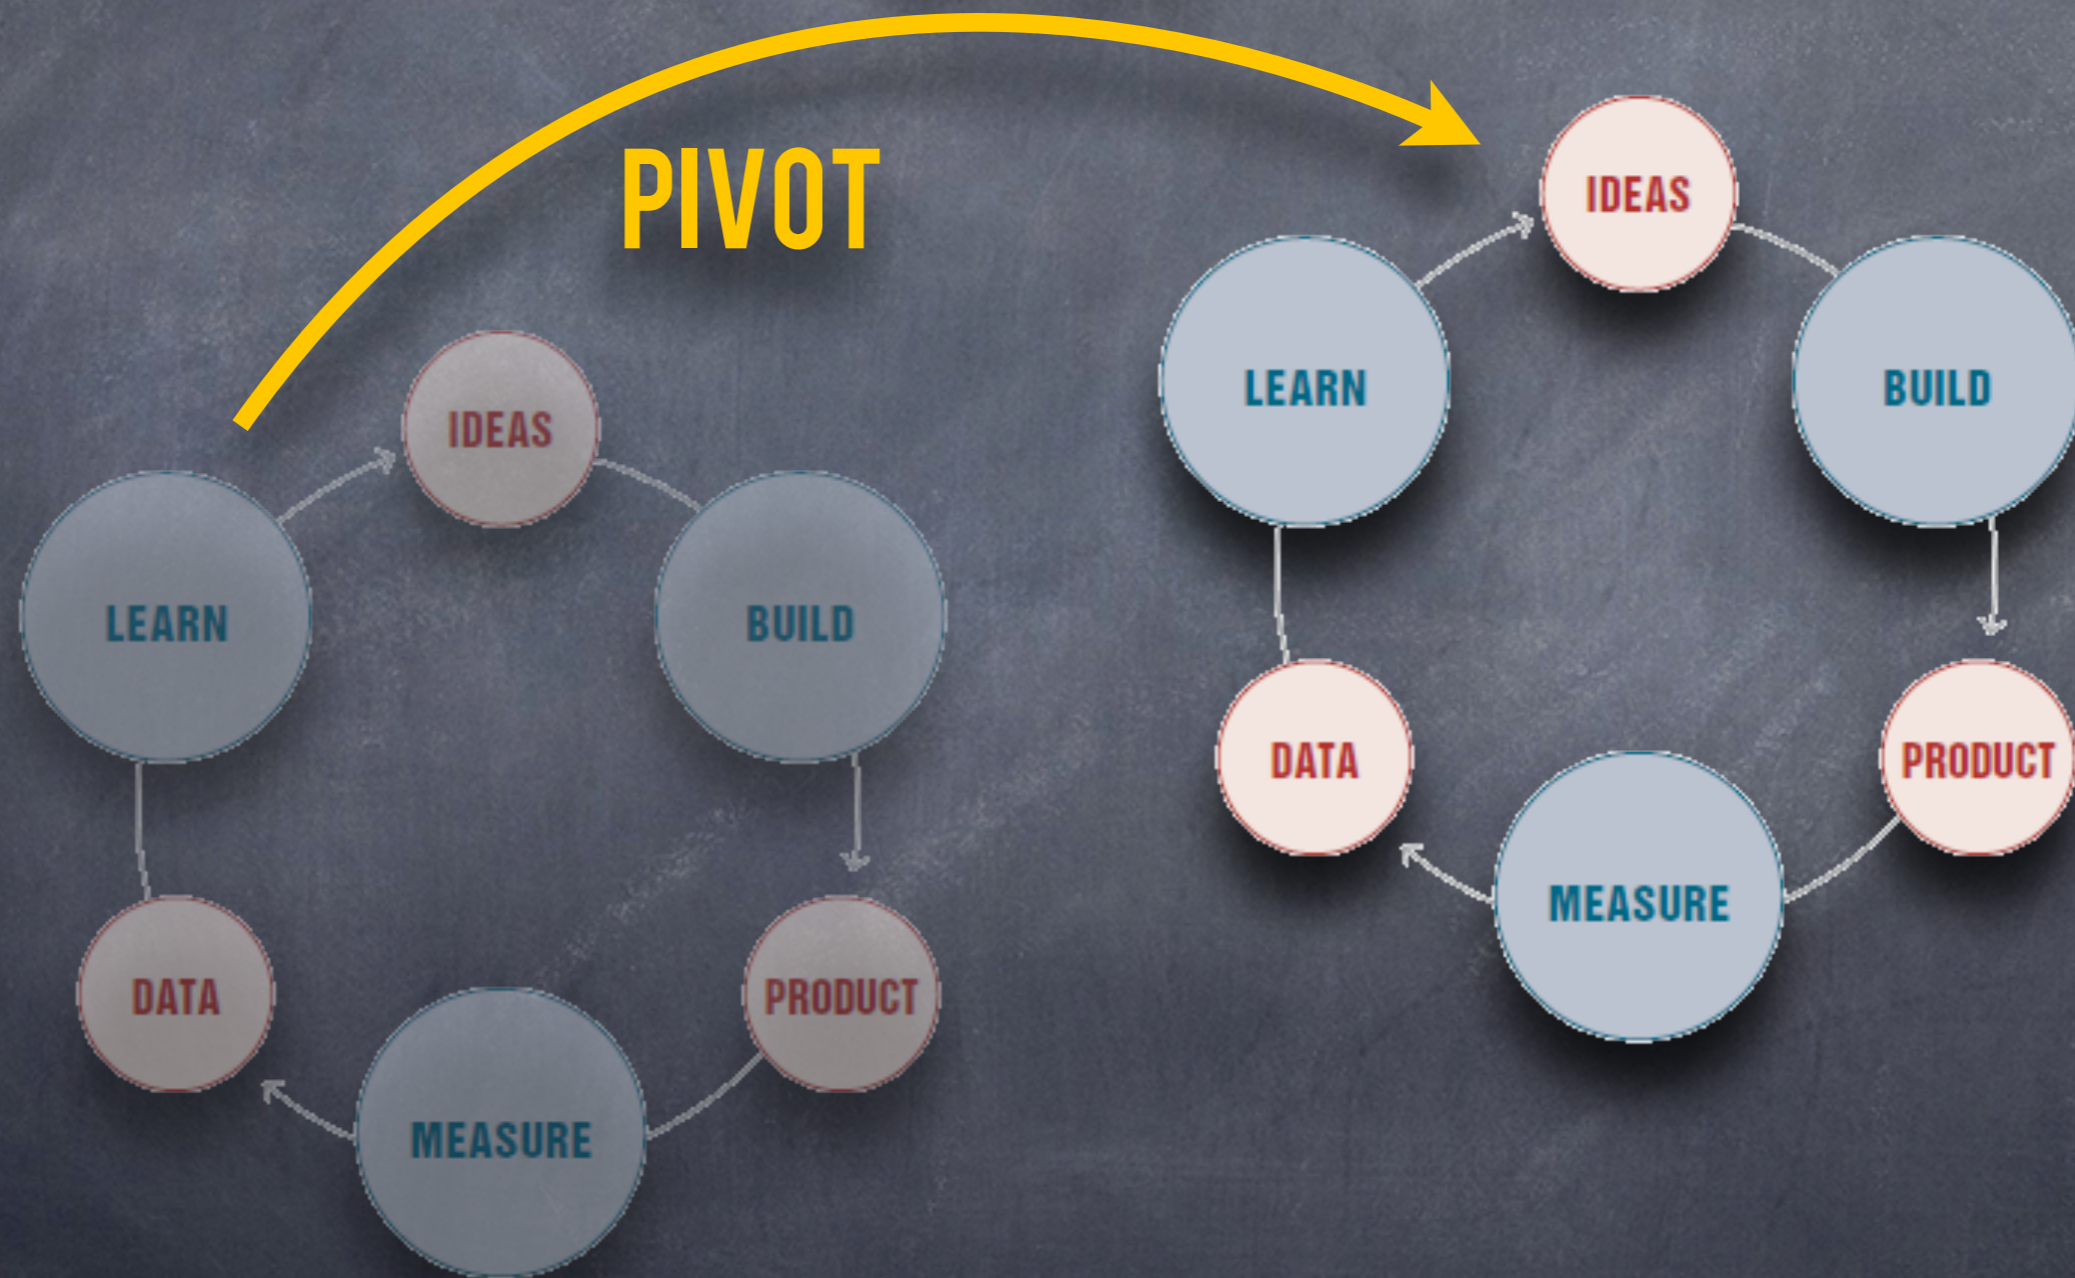 PIVOT
IDEAS
LEARN
BUILD
DATA
PRODUCT
MEASURE
IDEAS
LEARN
BUILD
DATA
PRODUCT
MEASURE